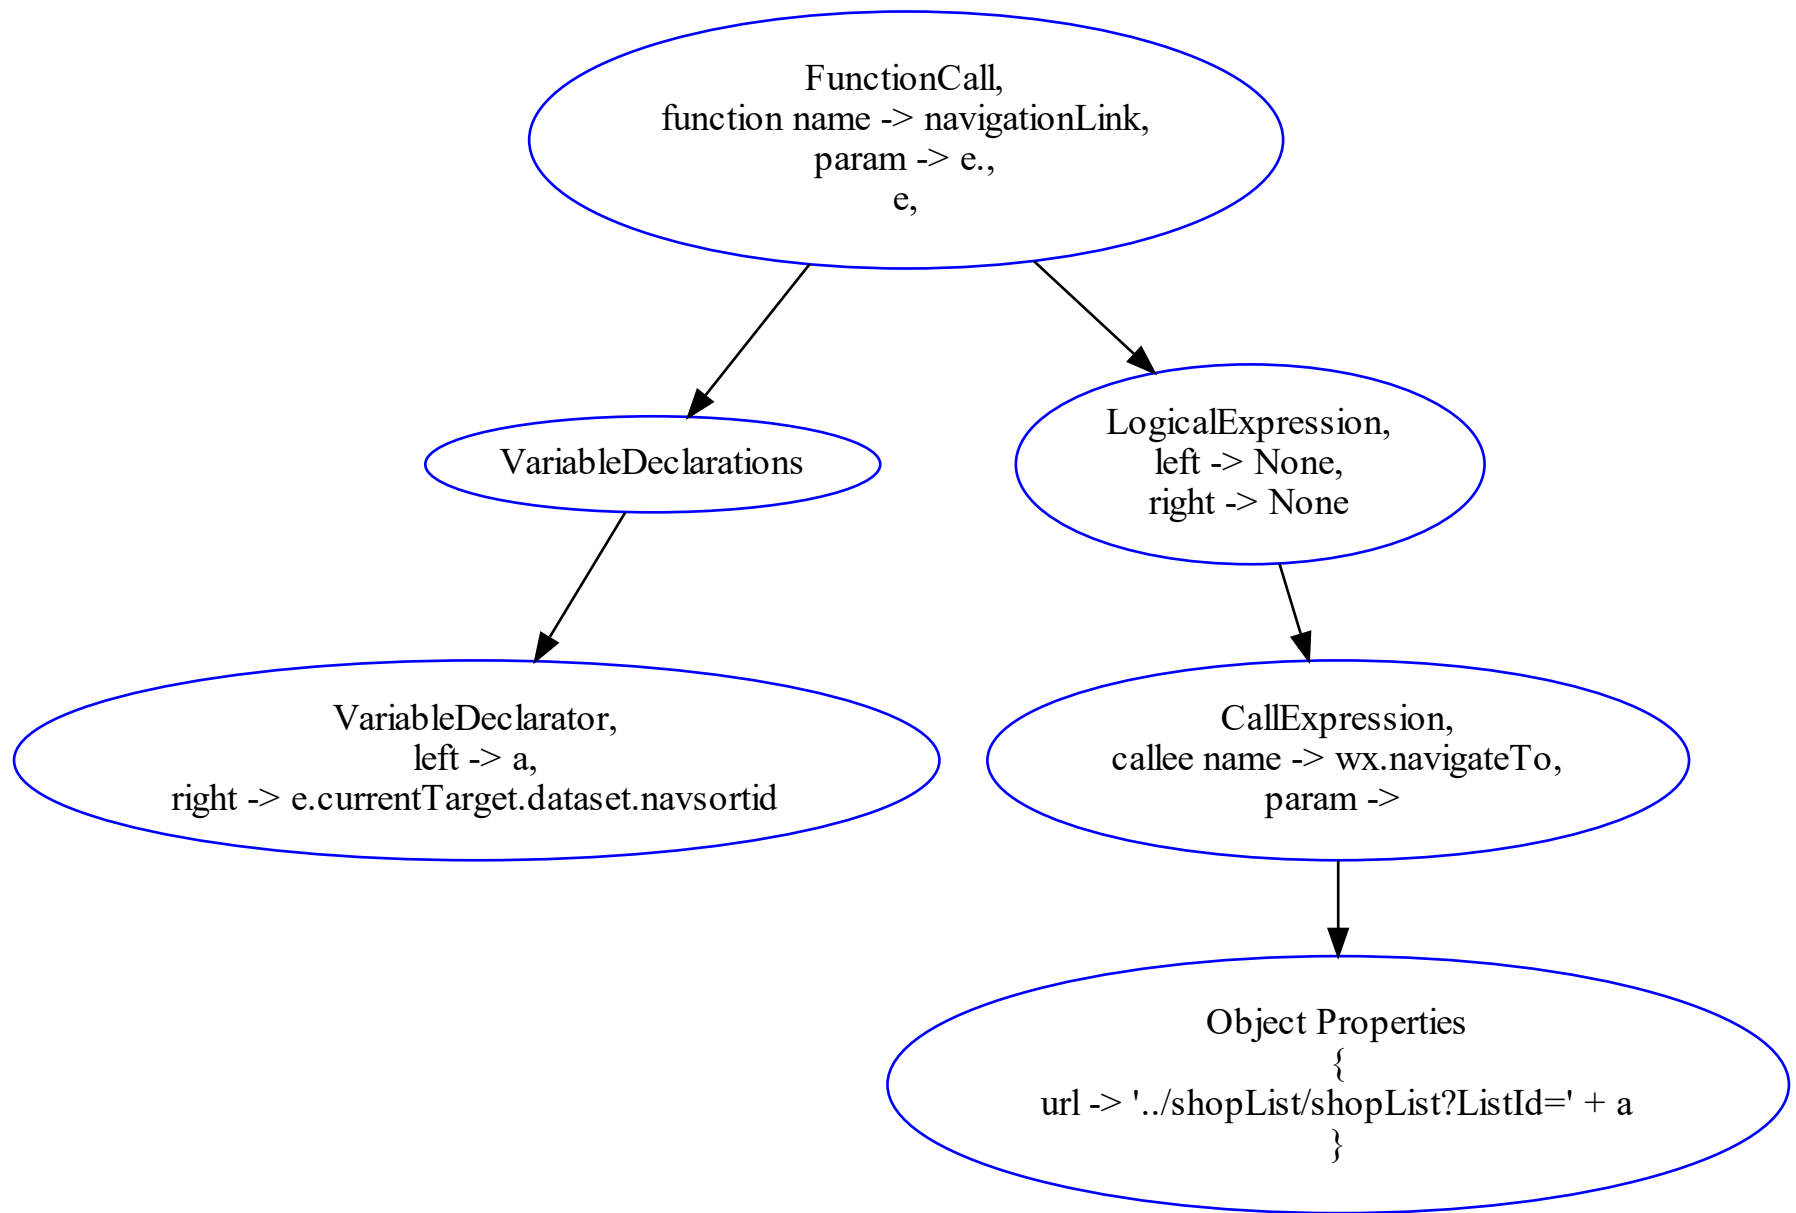 FunctionCall,
function name -> navigationLink,
param -> e.,
e,
VariableDeclarations
LogicalExpression,
left -> None,
right -> None
VariableDeclarator,
left -> a,
right -> e.currentTarget.dataset.navsortid
CallExpression,
callee name -> wx.navigateTo,
param ->
Object Properties
{
url -> '../shopList/shopList?ListId=' + a
}